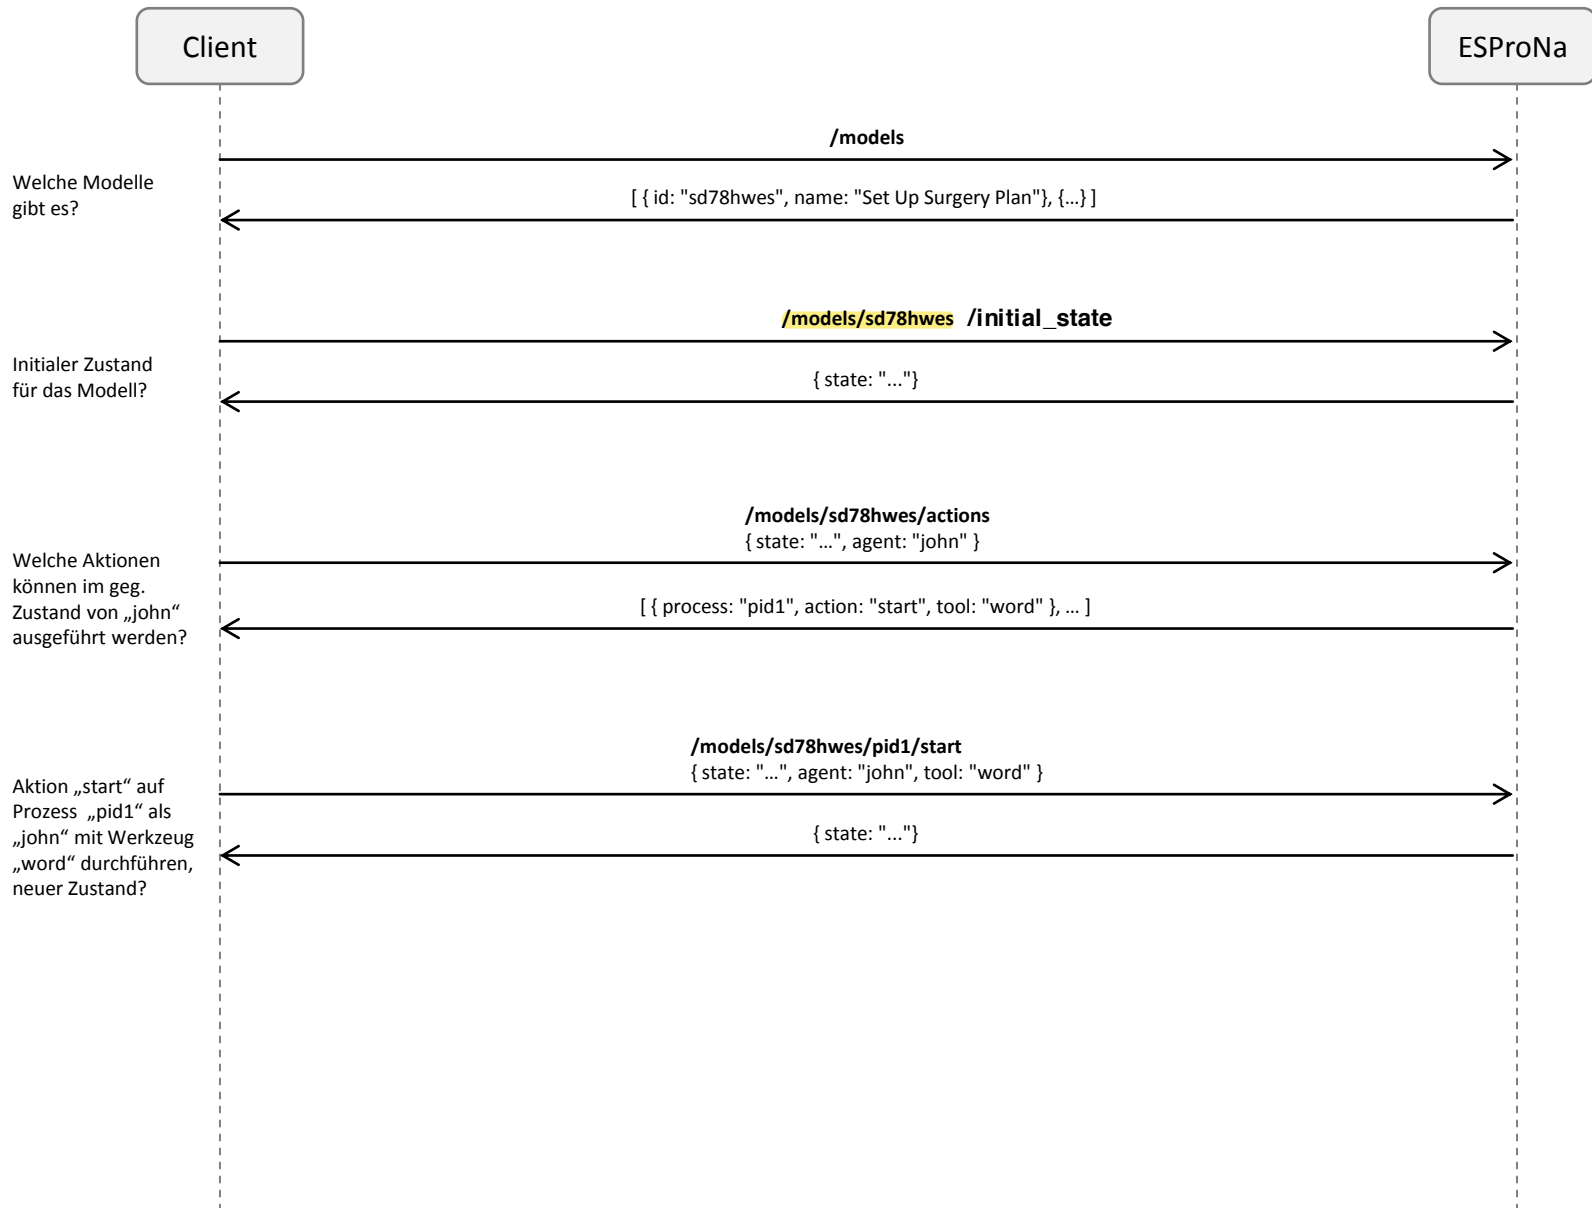 Client
ESProNa
/models
Welche Modelle
gibt es?
[ { id: "sd78hwes", name: "Set Up Surgery Plan"}, {...} ]
/models/sd78hwes /initial_state
Initialer Zustand
für das Modell?
{ state: "..."}
/models/sd78hwes/actions
{ state: "...", agent: "john" }
Welche Aktionen
können im geg.
Zustand von „john“
ausgeführt werden?
[ { process: "pid1", action: "start", tool: "word" }, ... ]
/models/sd78hwes/pid1/start
{ state: "...", agent: "john", tool: "word" }
Aktion „start“ auf
Prozess „pid1“ als
„john“ mit Werkzeug
„word“ durchführen,
neuer Zustand?
{ state: "..."}